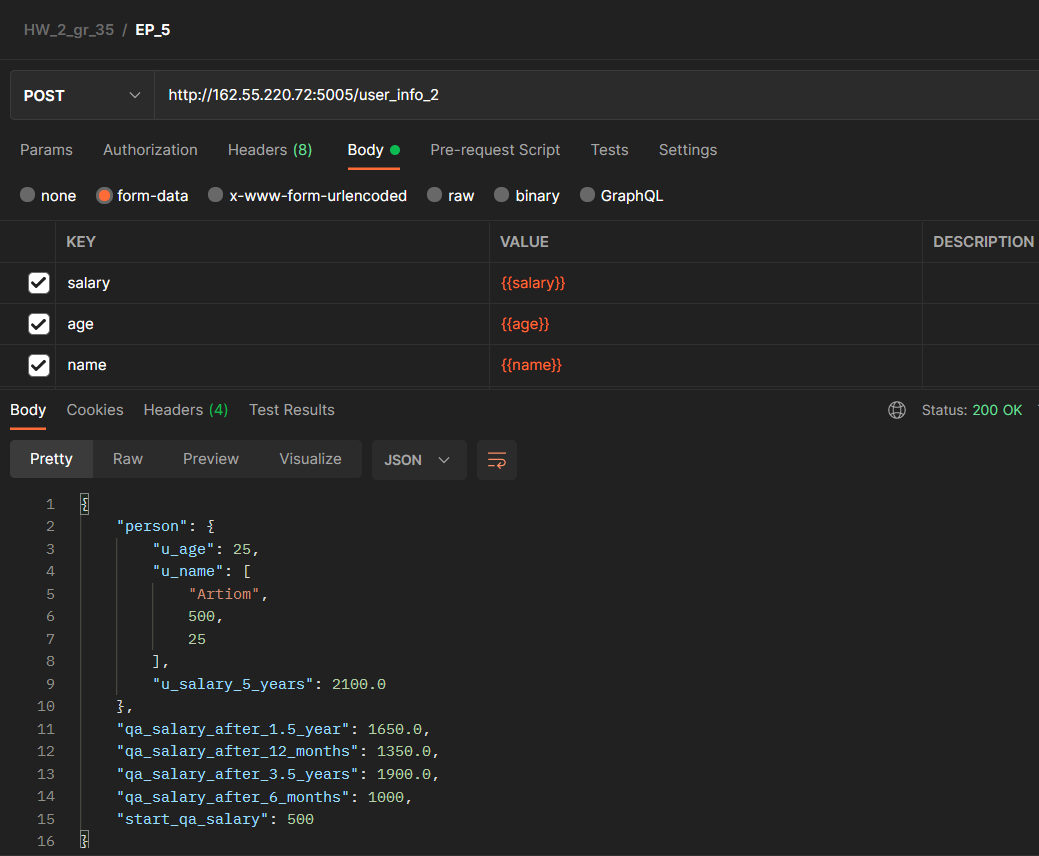 HW_2_gr_35 / EP_5
POST http://162.55.220.72:5005/user_info_2
Params Authorization Headers (8) Body Pre-request Script Tests Settings
none form-data x-www-form-urlencoded raw binary GraphQL
KEY VALUE DESCRIPTION
salary {{salary}}
age {{age}}
name {{name}}
Body Cookies Headers (4) Test Results Status: 200 OK
Pretty Raw Preview Visualize JSON
1 {
2 "person": {
3 "u_age": 25,
4 "u_name": [
5 "Artiom",
6 500,
7 25
8 ],
9 "u_salary_5_years": 2100.0
10 },
11 "qa_salary_after_1.5_year": 1650.0,
12 "qa_salary_after_12_months": 1350.0,
13 "qa_salary_after_3.5_years": 1900.0,
14 "qa_salary_after_6_months": 1000,
15 "start_qa_salary": 500
16 }